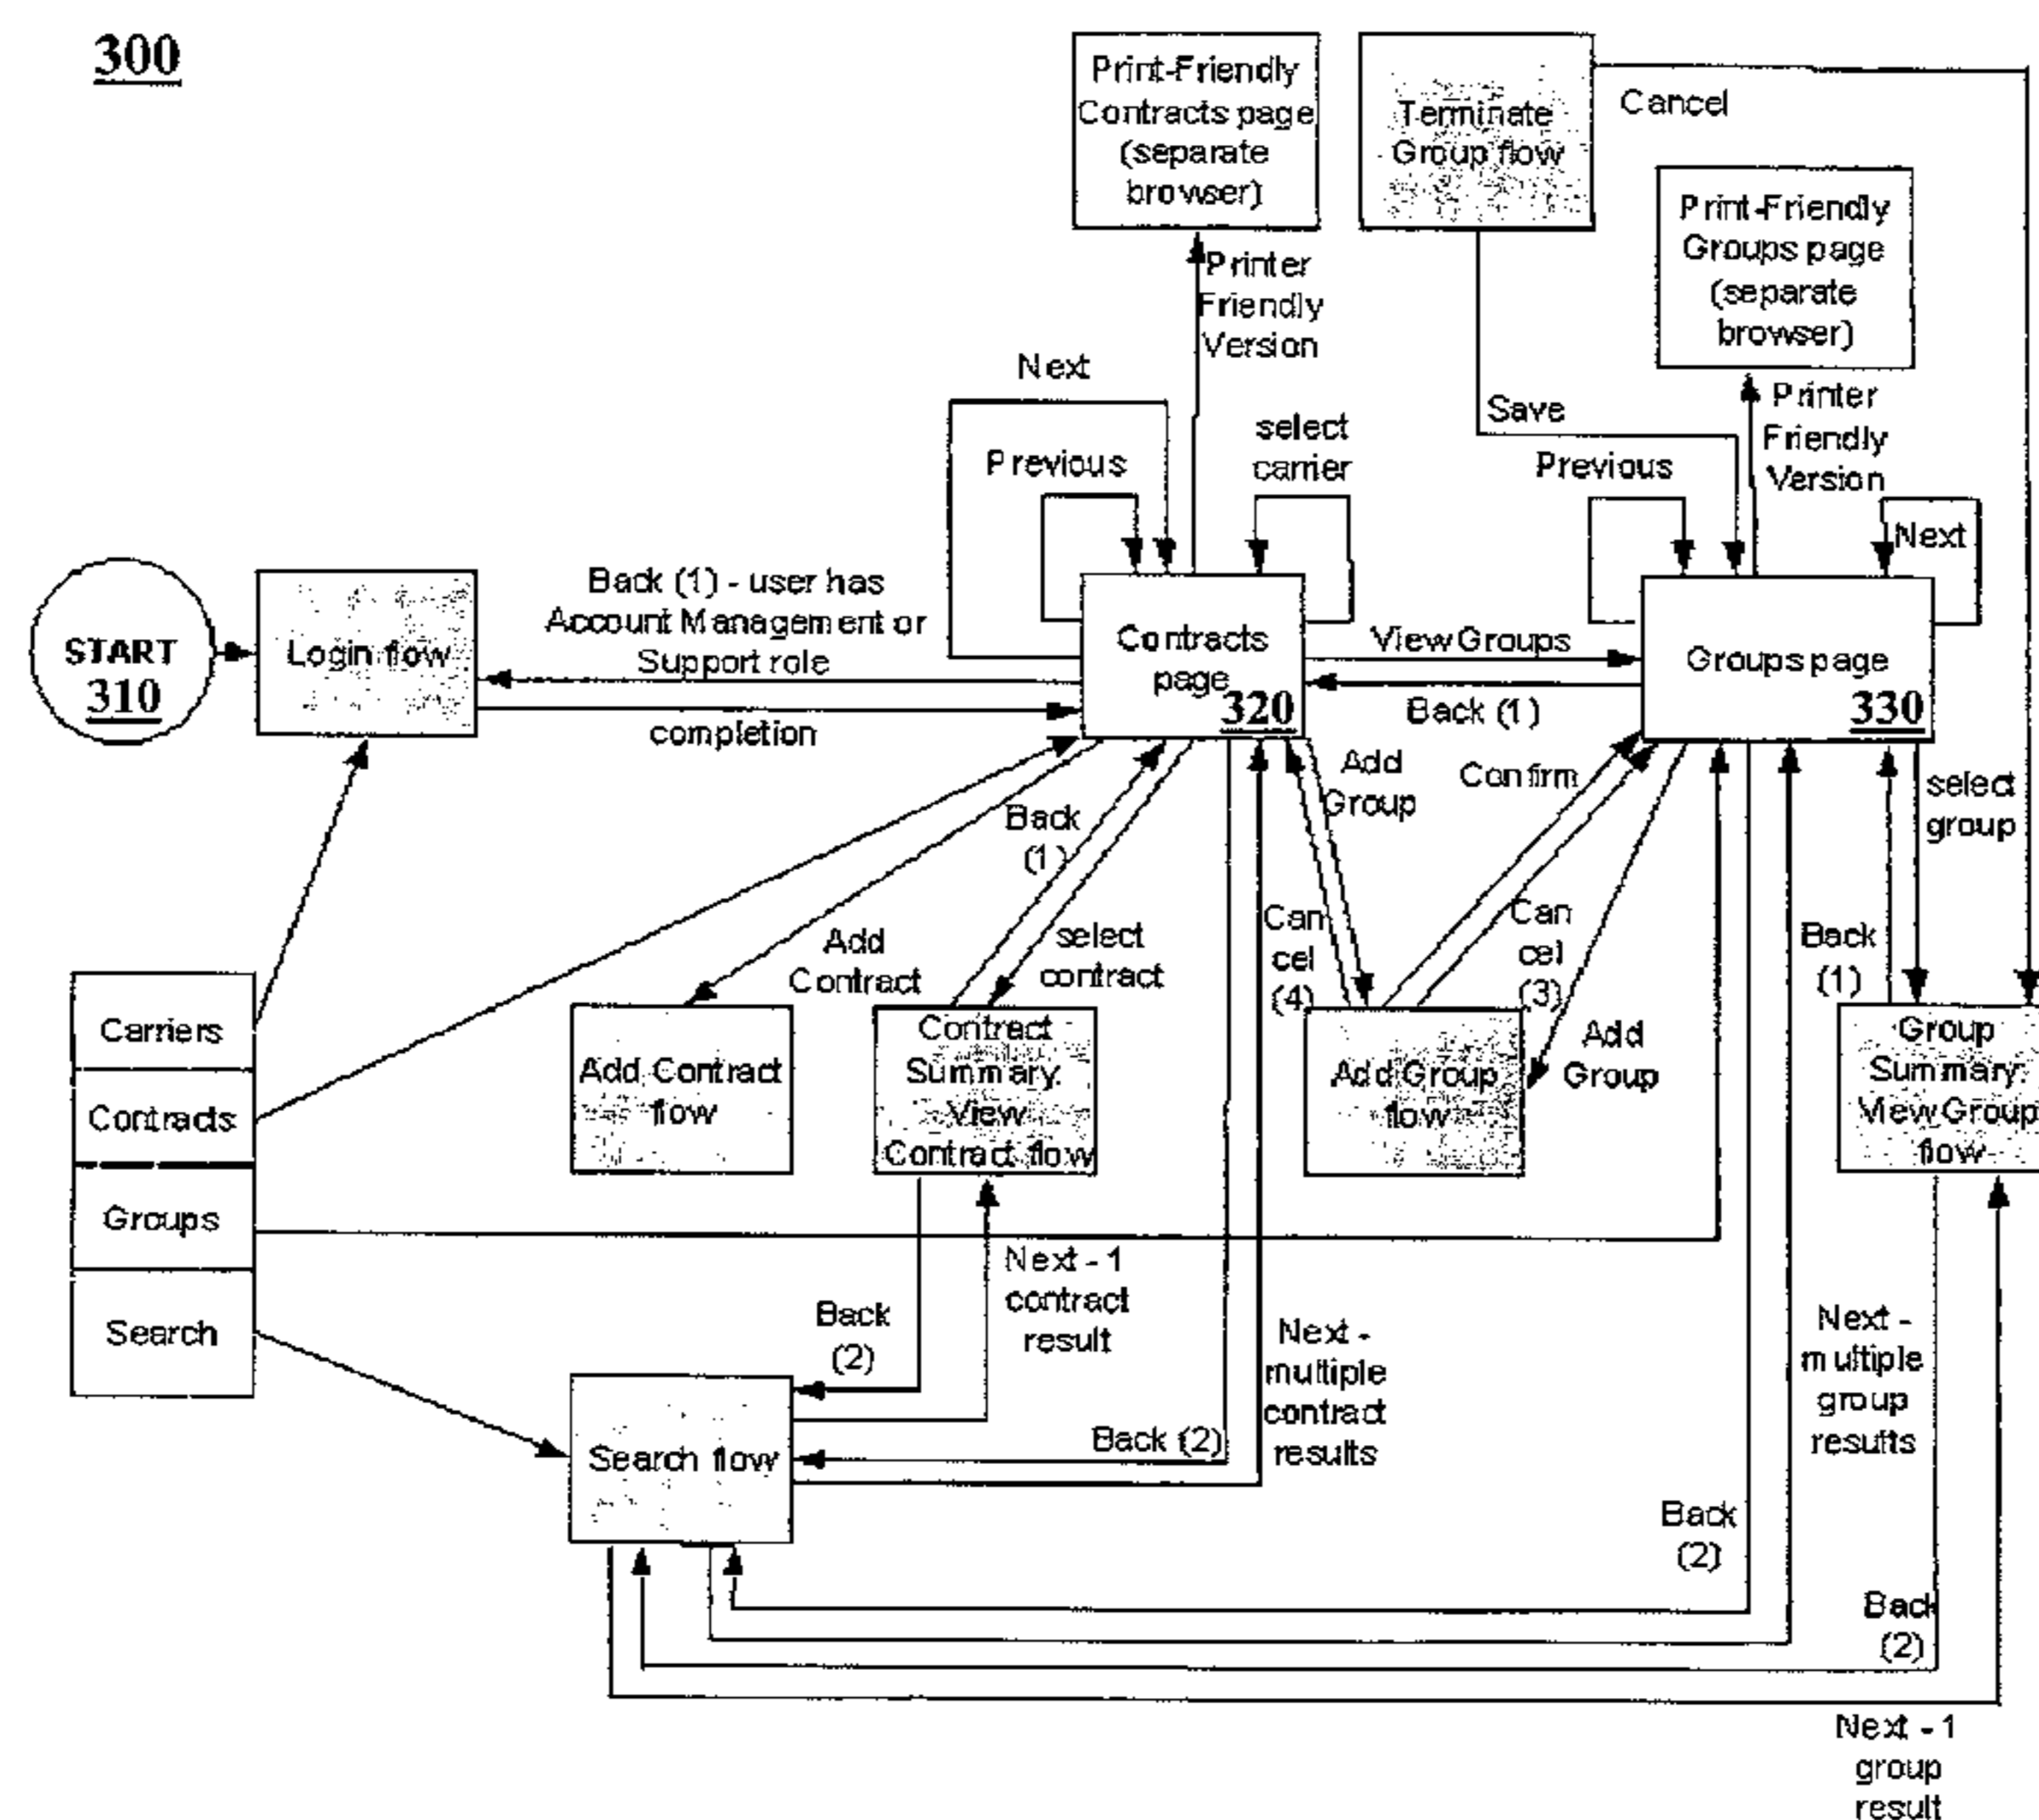 300
Print-Friendly
Contracts page
(separate
browser)
Terminate
Group flow
Cancel
Print-Friendly
Groups page
(separate
browser)
Printer
Friendly
Version
Printer
Friendly
Version
Next
Previous
select
carrier
Save
Previous
Next
START
310
Login flow
Back (1) - user has
Account Management or
Support role
completion
Contracts
page
320
View Groups
Back (1)
Groups page
330
Add
Group
Confirm
select
group
Back
(1)
Add
Contract
select
contract
Can
cel
(4)
Can
cel
(3)
Add
Group
Back
(1)
Carriers
Contracts
Groups
Search
Add Contract
flow
Contract
Summary:
View
Contract flow
Add Group
flow
Group
Summary:
View Group
flow
Back
(2)
Next - 1
contract
result
Next -
multiple
contract
results
Next -
multiple
group
results
Search flow
Back (2)
Back
(2)
Back
(2)
Next - 1
group
result